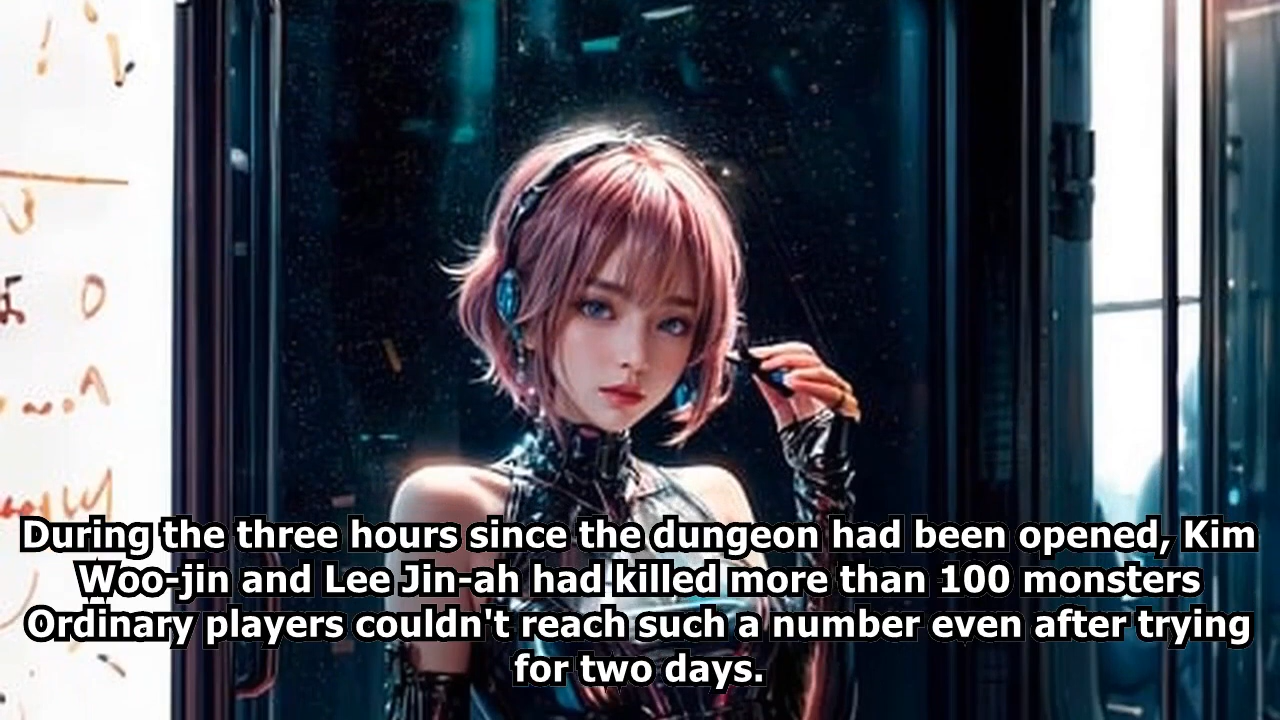 During the three hours since the dungeon had been opened, Kim
Woo-jin and Lee Jin-ah had killed more than 100 monsters
Ordinary players couldn't reach such a number even after trying
for two days.